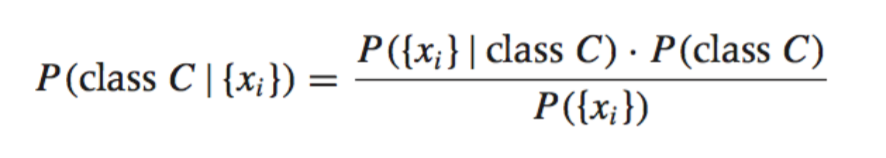 P(class C | {xᵢ}) = P({xᵢ} | class C) · P(class C) / P({xᵢ})